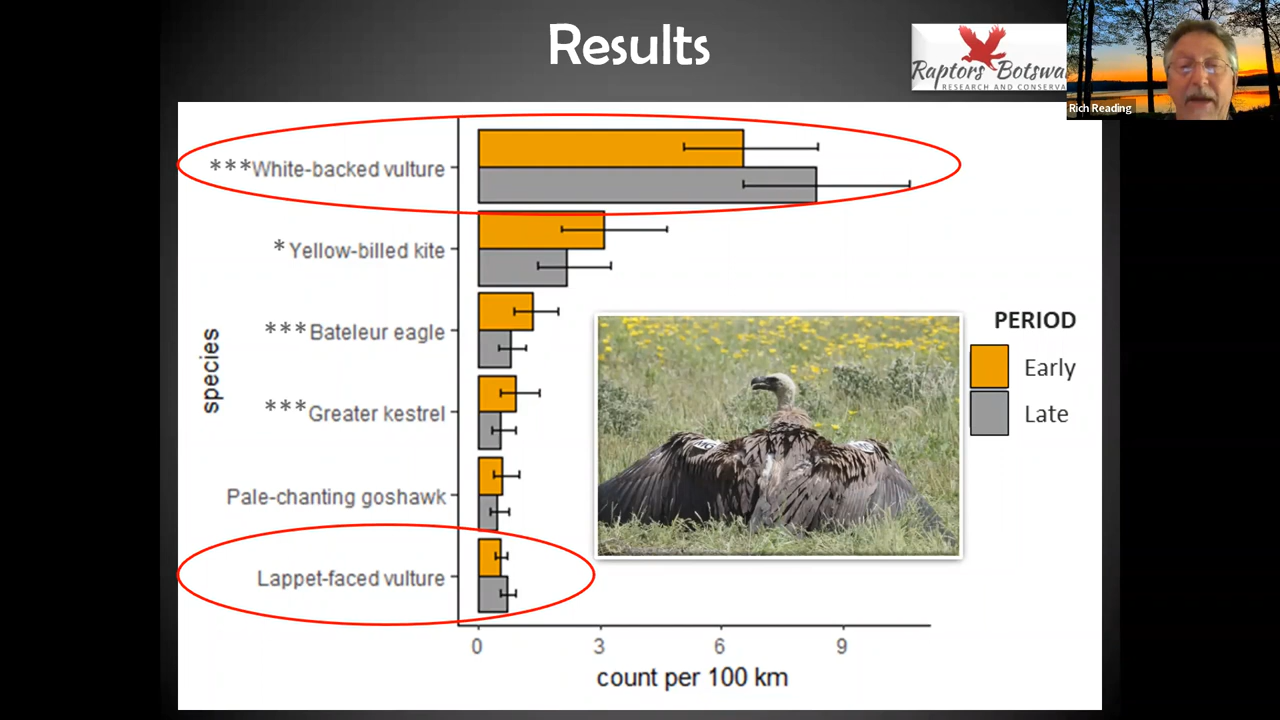 Results
Raptors Botswa
RESEARCH AND CONSERVA
Rich Reading
***White-backed vulture
*Yellow-billed kite
***Bateleur eagle
***Greater kestrel
Pale-chanting goshawk
Lappet-faced vulture
species
PERIOD
Early
Late
0 3 6 9
count per 100 km